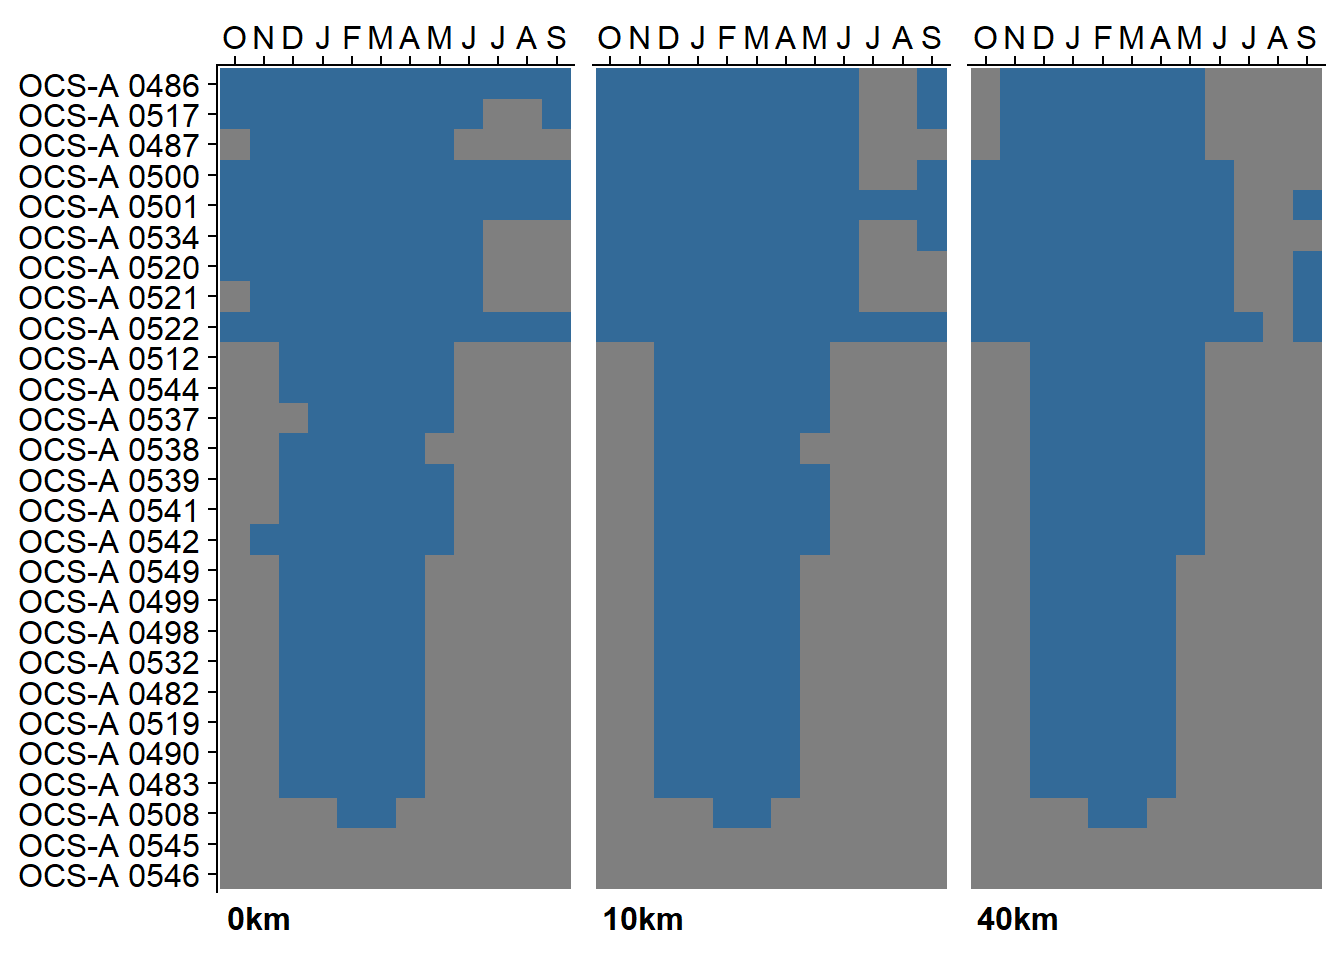 O N D J F M A M J J A S O N D J F M A M J J A S O N D J F M A M J J A S
OCS-A 0486
OCS-A 0517
OCS-A 0487
OCS-A 0500
OCS-A 0501
OCS-A 0534
OCS-A 0520
OCS-A 0521
OCS-A 0522
OCS-A 0512
OCS-A 0544
OCS-A 0537
OCS-A 0538
OCS-A 0539
OCS-A 0541
OCS-A 0542
OCS-A 0549
OCS-A 0499
OCS-A 0498
OCS-A 0532
OCS-A 0482
OCS-A 0519
OCS-A 0490
OCS-A 0483
OCS-A 0508
OCS-A 0545
OCS-A 0546
0km 10km 40km